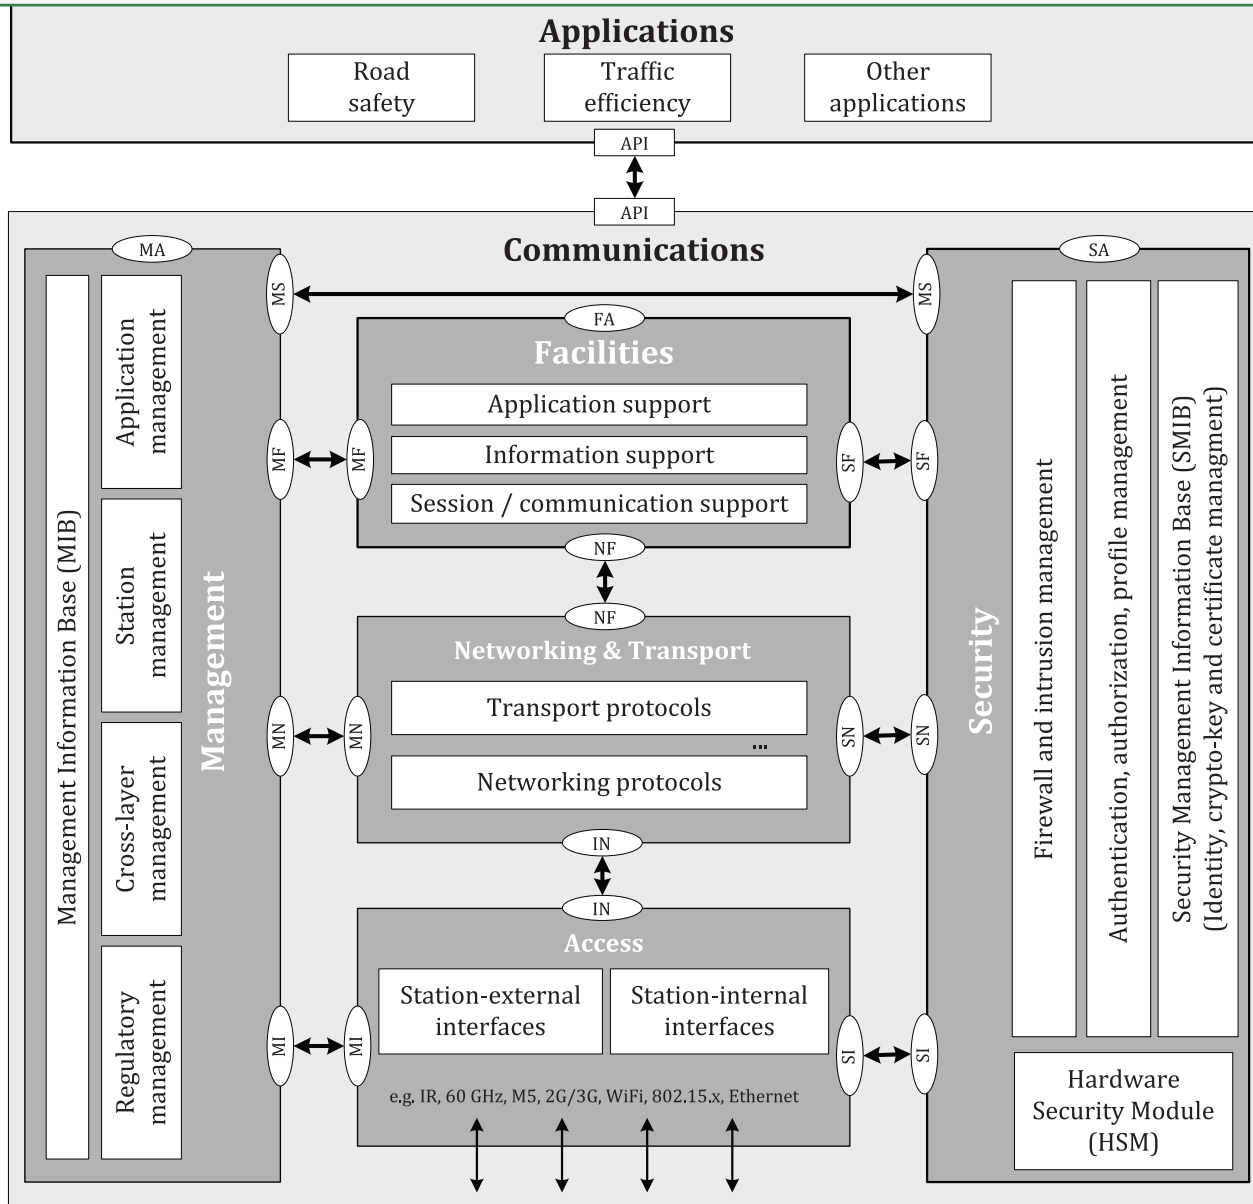 Applications
Road
safety
Traffic
efficiency
Other
applications
API
API
Communications
MA
Management Information Base (MIB)
Application
management
Station
management
Cross-layer
management
Regulatory
management
Management
MS
MF
MN
MI
FA
Facilities
Application support
Information support
Session / communication support
MF
SF
NF
NF
Networking & Transport
Transport protocols
...
Networking protocols
MN
SN
IN
IN
Access
Station-external
interfaces
Station-internal
interfaces
MI
SI
e.g. IR, 60 GHz, M5, 2G/3G, WiFi, 802.15.x, Ethernet
SA
MS
SF
SN
SI
Security
Firewall and intrusion management
Authentication, authorization, profile management
Security Management Information Base (SMIB)
(Identity, crypto-key and certificate managment)
Hardware
Security Module
(HSM)